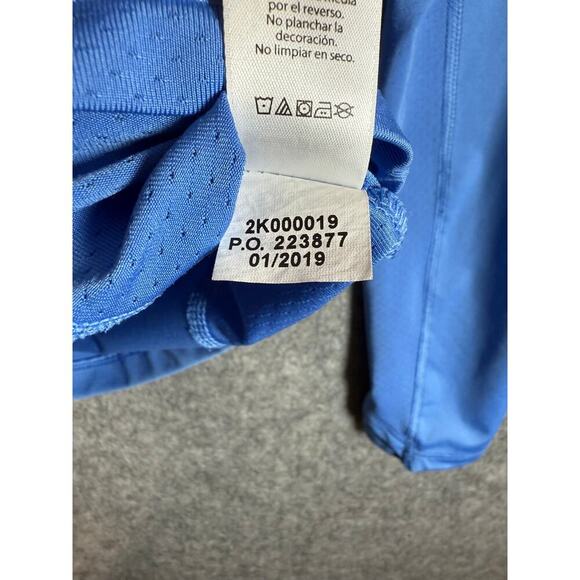 por el reverso.
No planchar la
decoración.
No limpiar en seco.
2K000019
P.O. 223877
01/2019